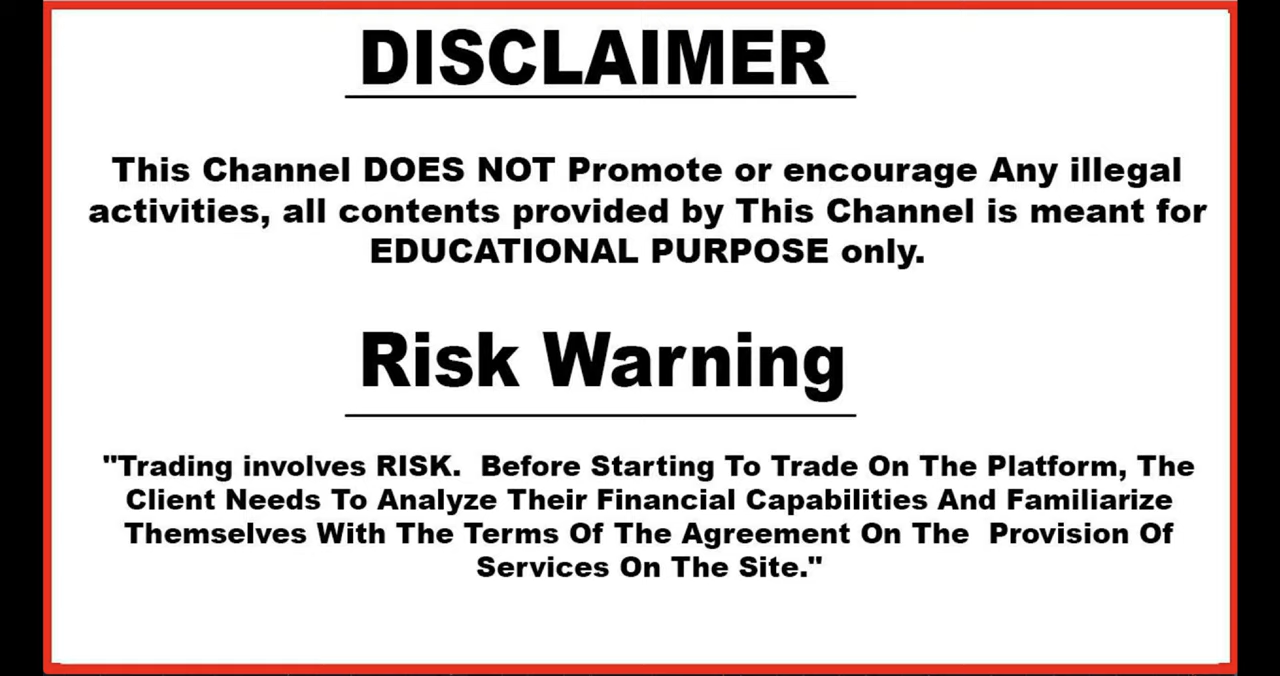 DISCLAIMER
This Channel DOES NOT Promote or encourage Any illegal
activities, all contents provided by This Channel is meant for
EDUCATIONAL PURPOSE only.
Risk Warning
"Trading involves RISK.  Before Starting To Trade On The Platform, The
Client Needs To Analyze Their Financial Capabilities And Familiarize
Themselves With The Terms Of The Agreement On The  Provision Of
Services On The Site."